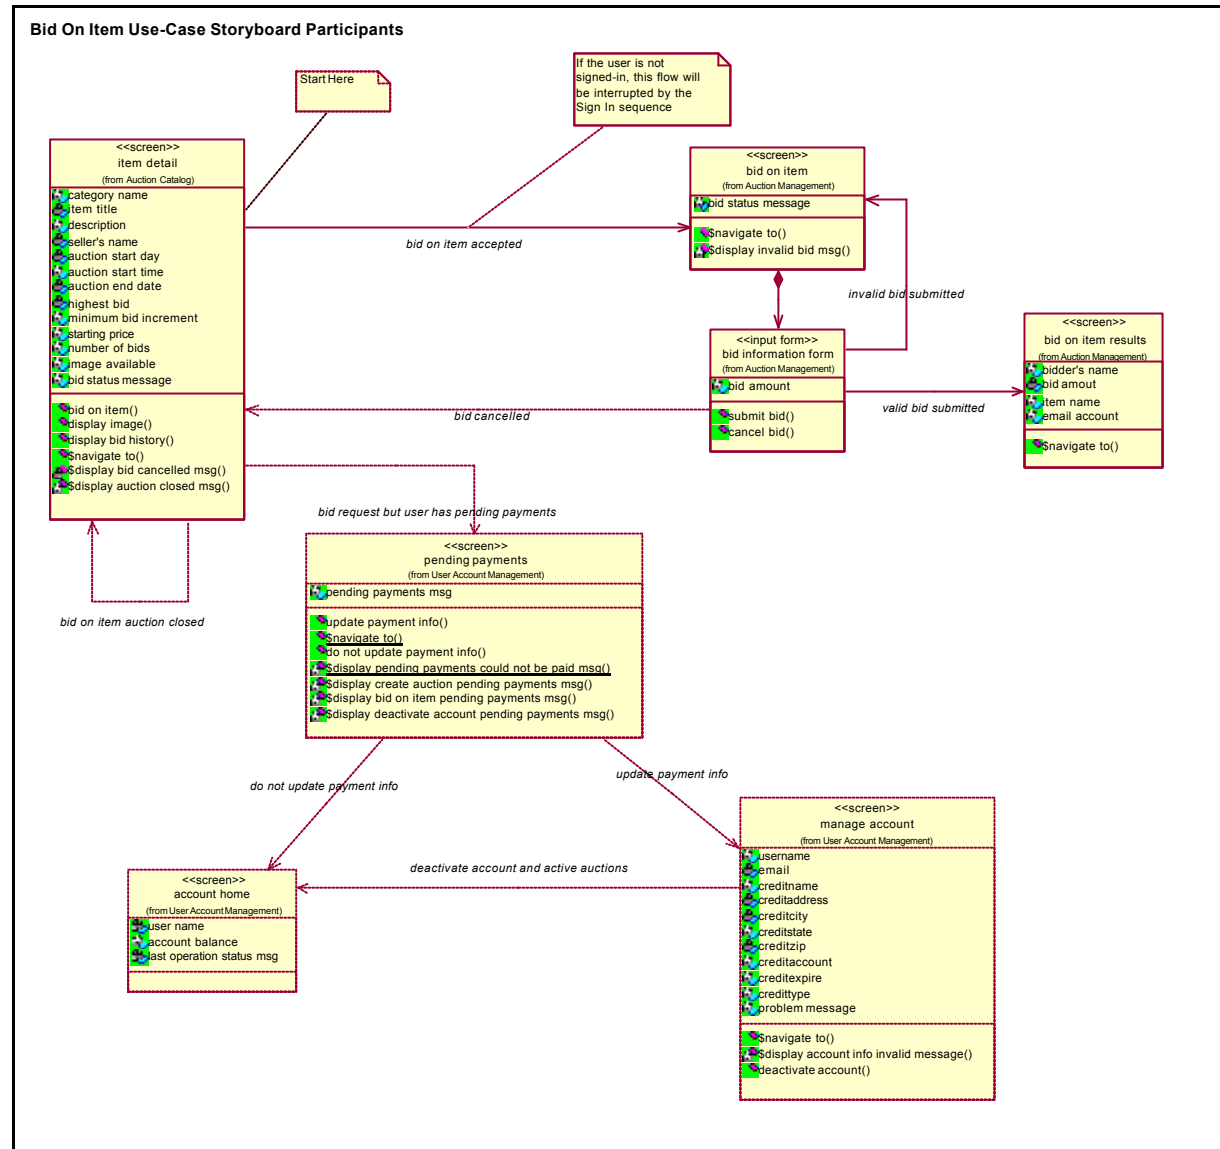 Bid On Item Use-Case Storyboard Participants
Start Here
If the user is not
signed-in, this flow will
be interrupted by the
Sign In sequence
<<screen>>
item detail
(from Auction Catalog)
category name
item title
description
seller's name
auction start day
auction start time
auction end date
highest bid
minimum bid increment
starting price
number of bids
image available
bid status message
bid on item()
display image()
display bid history()
$navigate to()
$display bid cancelled msg()
$display auction closed msg()
bid on item accepted
<<screen>>
bid on item
(from Auction Management)
bid status message
$navigate to()
$display invalid bid msg()
invalid bid submitted
<<input form>>
bid information form
(from Auction Management)
bid amount
submit bid()
cancel bid()
bid cancelled
valid bid submitted
<<screen>>
bid on item results
(from Auction Management)
bidder's name
bid amout
item name
email account
$navigate to()
bid request but user has pending payments
bid on item auction closed
<<screen>>
pending payments
(from User Account Management)
pending payments msg
update payment info()
$navigate to()
do not update payment info()
$display pending payments could not be paid msg()
$display create auction pending payments msg()
$display bid on item pending payments msg()
$display deactivate account pending payments msg()
do not update payment info
update payment info
<<screen>>
manage account
(from User Account Management)
username
email
creditname
creditaddress
creditcity
creditstate
creditzip
creditaccount
creditexpire
credittype
problem message
$navigate to()
$display account info invalid message()
deactivate account()
deactivate account and active auctions
<<screen>>
account home
(from User Account Management)
user name
account balance
last operation status msg